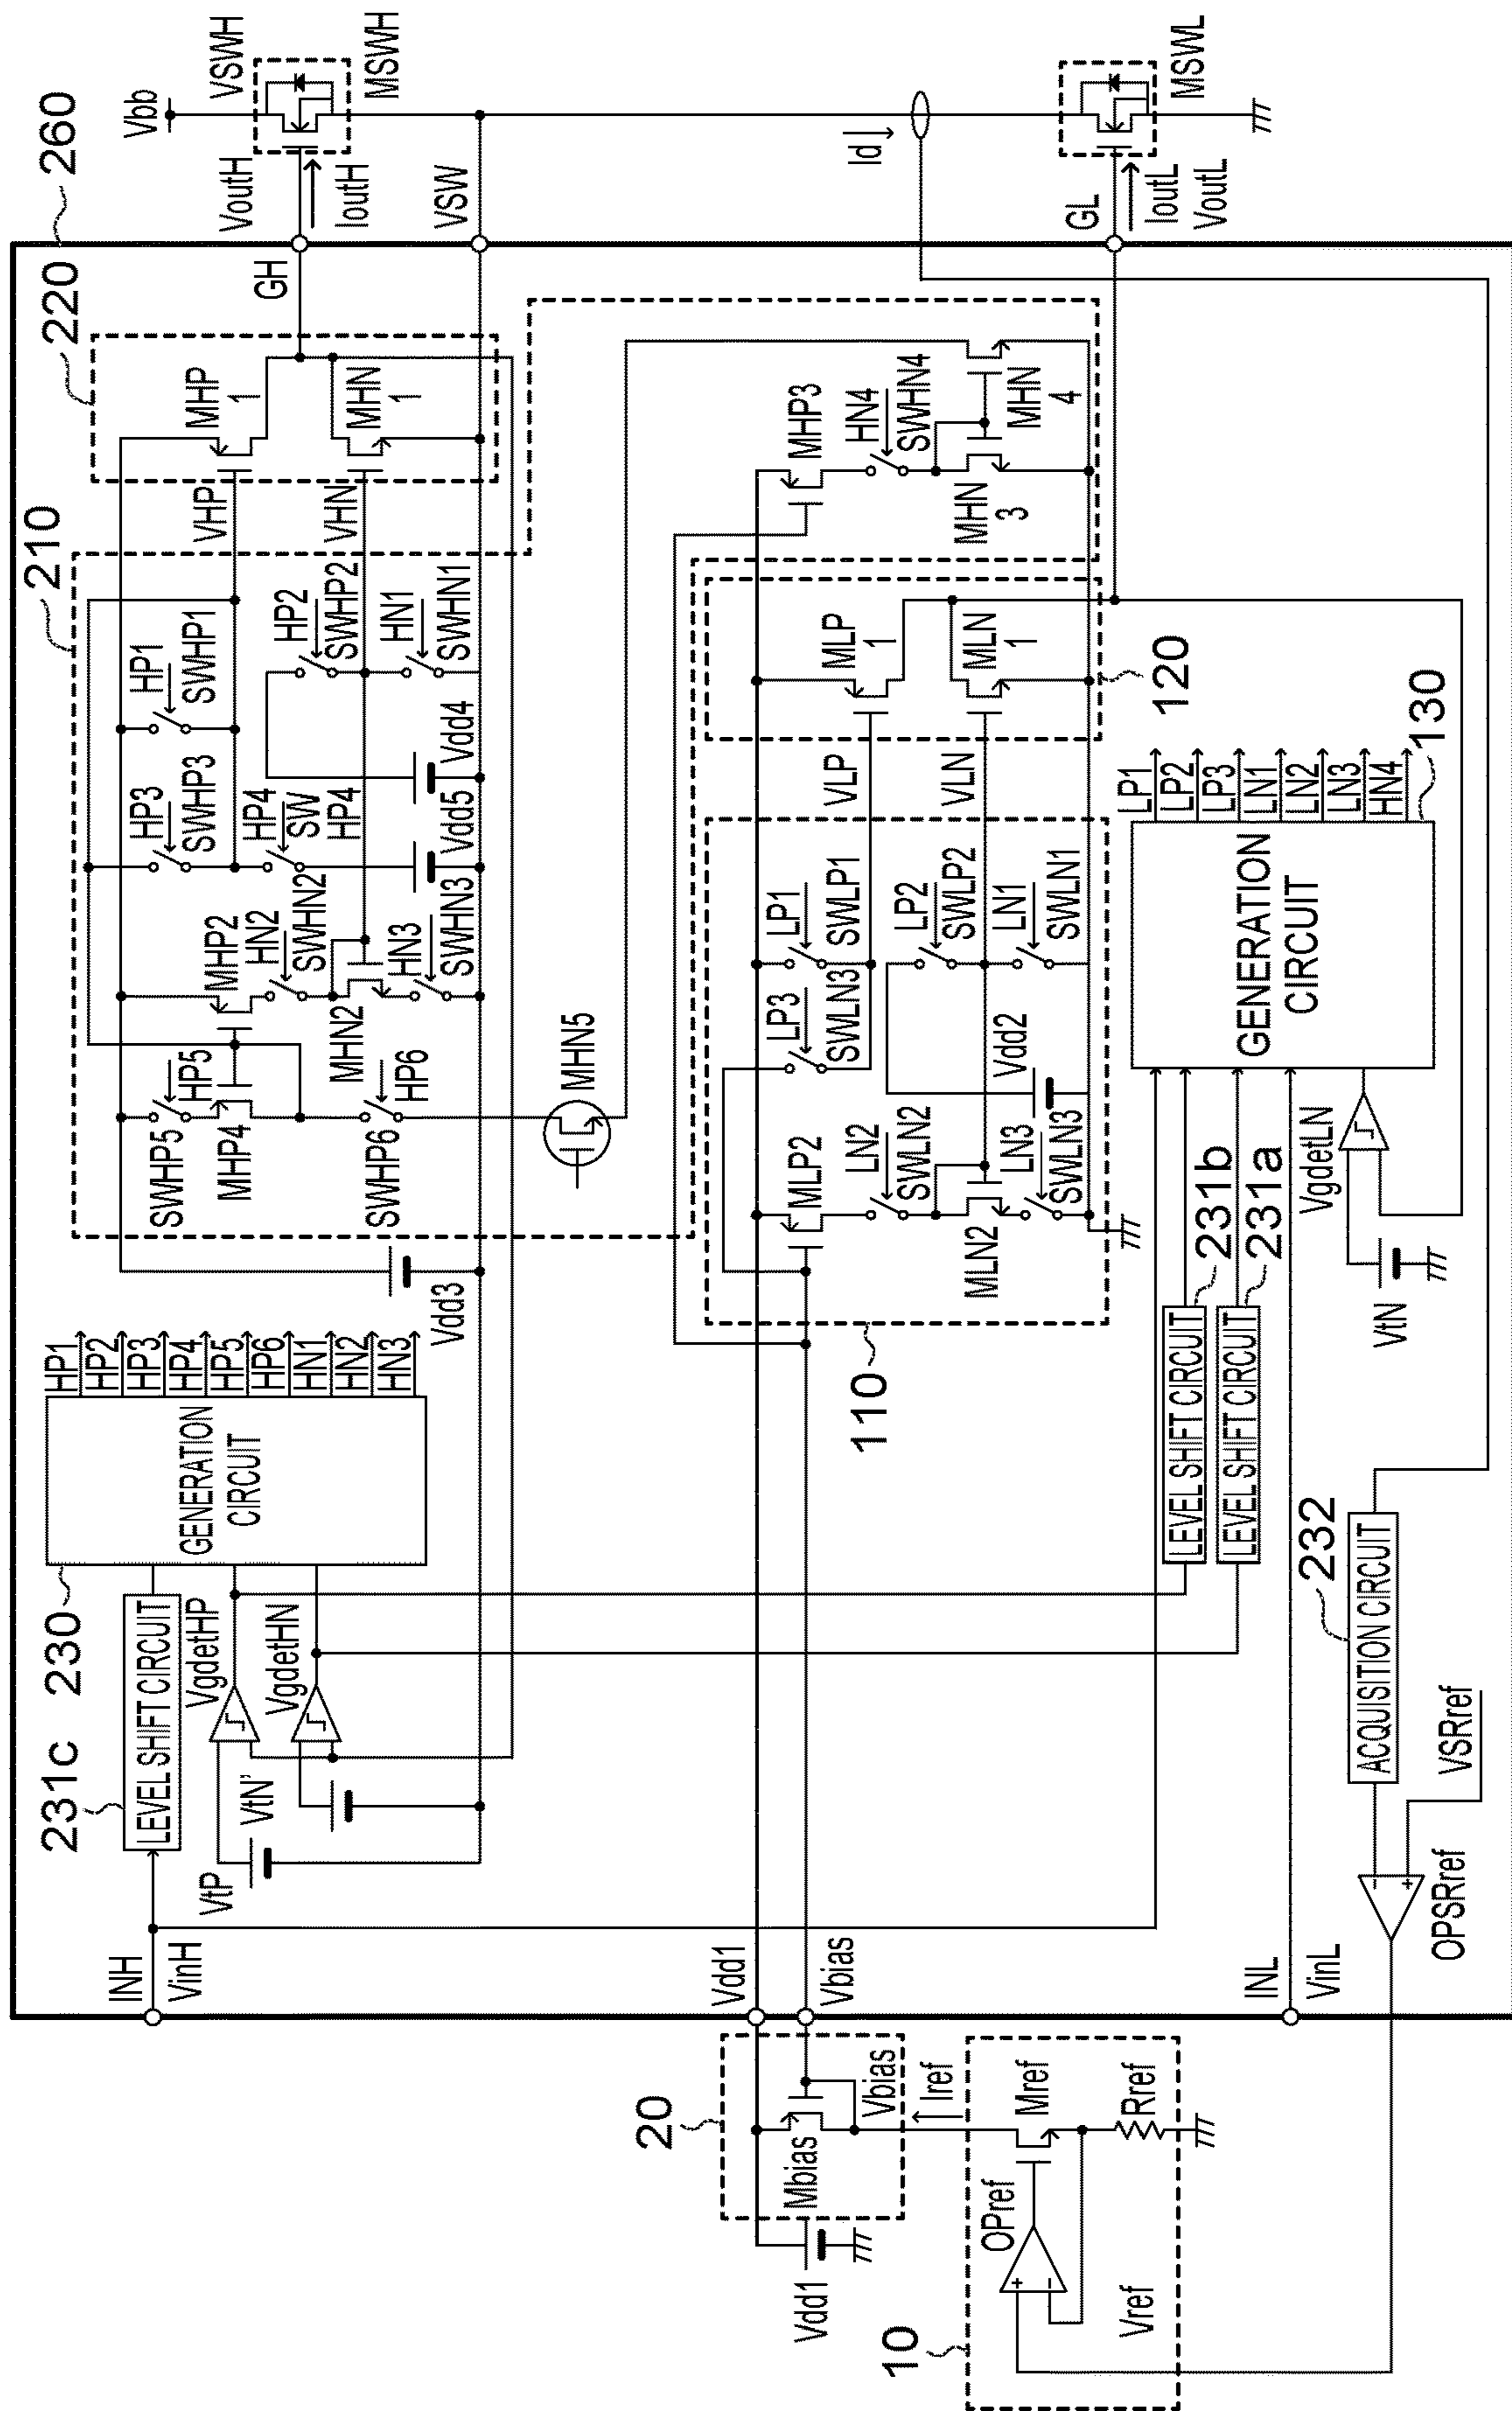 260
Vbb
VSWH
MSWH
VoutH
IoutH
VSW
Id
MSWL
GL
IoutL
VoutL
220
GH
MHP
1
MHN
1
VHP
VHN
210
HP1
SWHP1
HP2
SWHP2
HN1
SWHN1
HP3
SWHP3
HP4
SW
HP4
Vdd4
Vdd5
MHP2
HN2
SWHN2
MHN2
HN3
SWHN3
HP5
SWHP5
MHP4
HP6
SWHP6
MHN5
Vdd3
MHP3
HN4
SWHN4
MHN
3
MHN
4
MLP
1
MLN
1
120
VLP
VLN
LP1
SWLP1
LP3
SWLN3
LP2
SWLP2
LN1
SWLN1
Vdd2
MLP2
LN2
SWLN2
MLN2
LN3
SWLN3
110
LP1
LP2
LP3
LN1
LN2
LN3
HN4
130
GENERATION
CIRCUIT
VgdetLN
VtN
231b
231a
LEVEL SHIFT CIRCUIT
LEVEL SHIFT CIRCUIT
HP1
HP2
HP3
HP4
HP5
HP6
HN1
HN2
HN3
GENERATION
CIRCUIT
230
231c
LEVEL SHIFT CIRCUIT
VgdetHP
VgdetHN
VtN'
VtP
232
ACQUISITION CIRCUIT
VSRref
-
+
OPSRref
INH
VinH
Vdd1
Vbias
INL
VinL
20
Mbias
Vbias
Vdd1
Iref
10
OPref
+
-
Mref
Rref
Vref